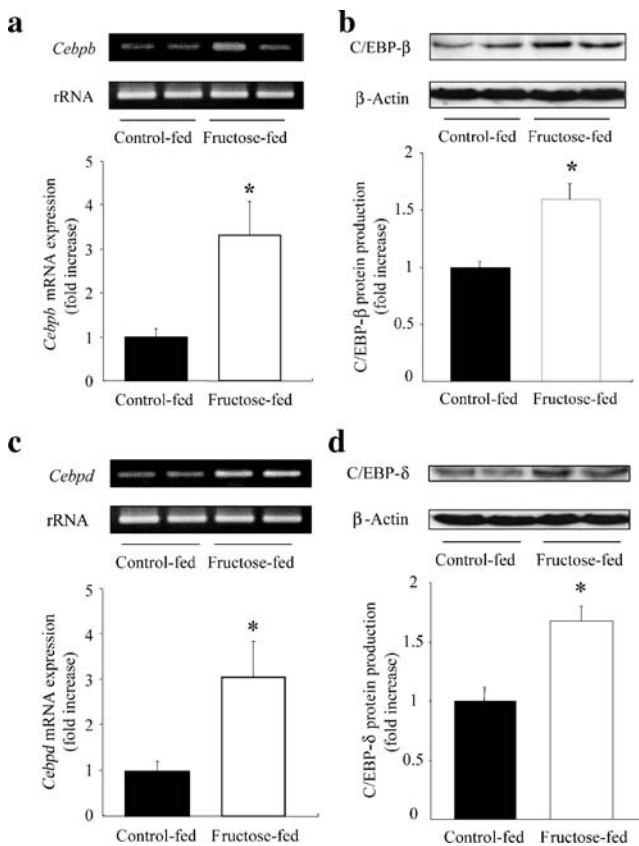 a
Cebpb
rRNA
Control-fed Fructose-fed
Cebpb mRNA expression
(fold increase)
5
4
3
2
1
0
*
Control-fed Fructose-fed
b
C/EBP-β
β-Actin
Control-fed Fructose-fed
C/EBP-β protein production
(fold increase)
2
1.5
1
0.5
0
*
Control-fed Fructose-fed
c
Cebpd
rRNA
Control-fed Fructose-fed
Cebpd mRNA expression
(fold increase)
5
4
3
2
1
0
*
Control-fed Fructose-fed
d
C/EBP-δ
β-Actin
Control-fed Fructose-fed
C/EBP-δ protein production
(fold increase)
2
1.5
1
0.5
0
*
Control-fed Fructose-fed